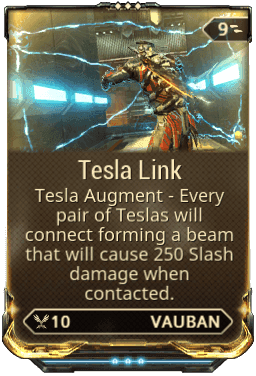 9
Tesla Link
Tesla Augment - Every
pair of Teslas will
connect forming a beam
that will cause 250 Slash
damage when
contacted.
10 VAUBAN